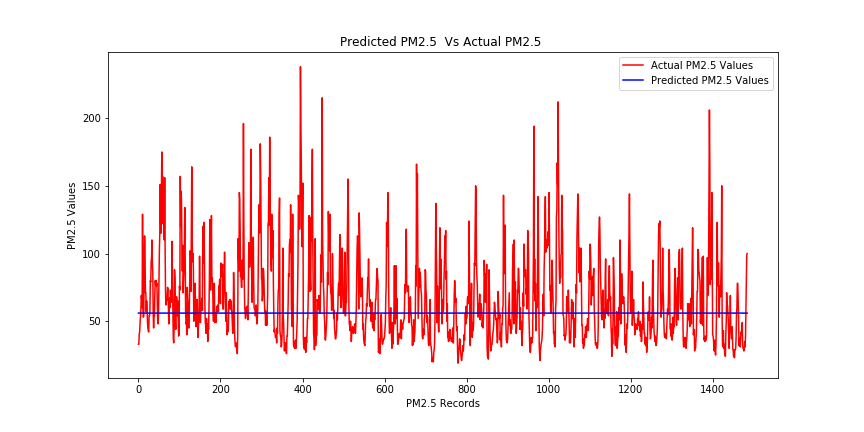 Predicted PM2.5  Vs Actual PM2.5
Actual PM2.5 Values
Predicted PM2.5 Values
200
150
100
50
PM2.5 Values
0
200
400
600
800
1000
1200
1400
PM2.5 Records